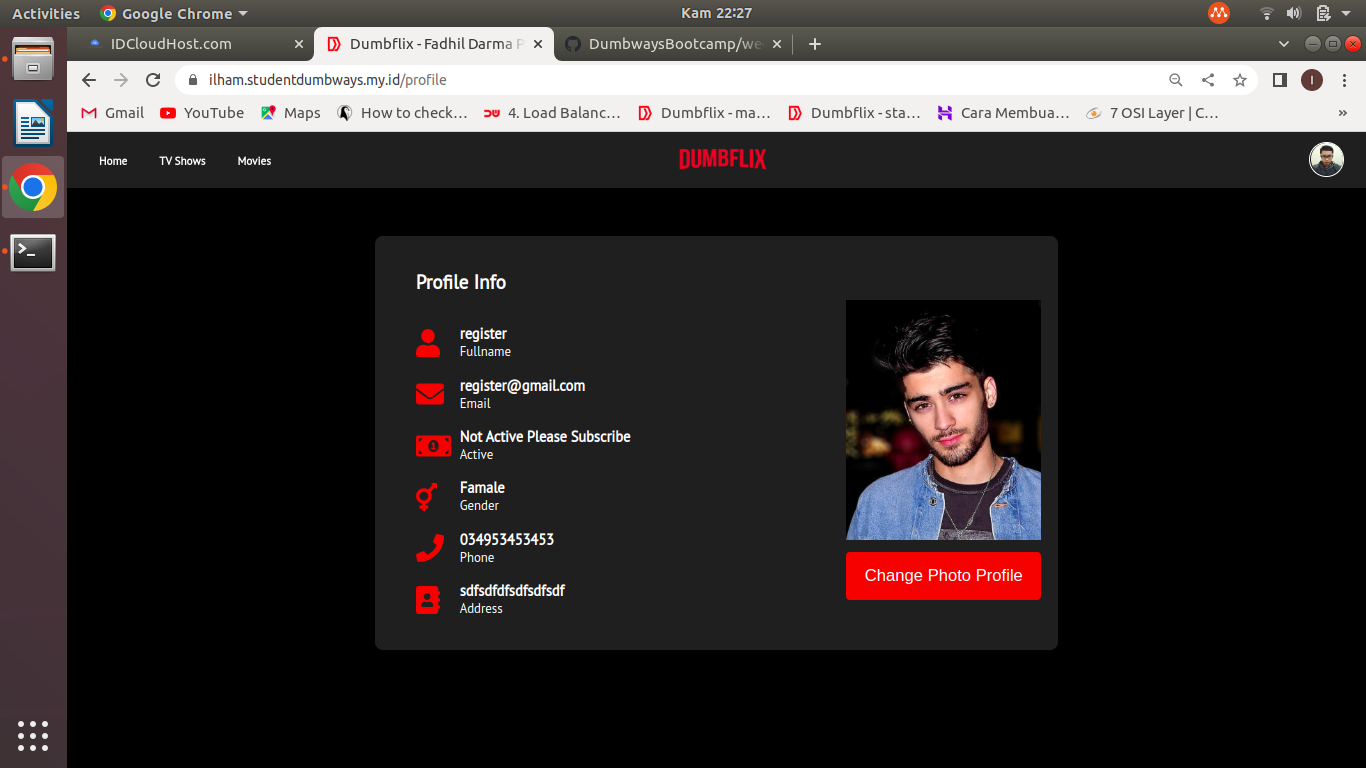 Activities
Google Chrome
Kam 22:27
IDCloudHost.com
Dumbflix - Fadhil Darma P
DumbwaysBootcamp/we
ilham.studentdumbways.my.id/profile
I
Gmail
YouTube
Maps
How to check…
4. Load Balanc…
Dumbflix - ma…
Dumbflix - sta…
Cara Membua…
7 OSI Layer | C…
»
Home
TV Shows
Movies
DUMBFLIX
Profile Info
register
Fullname
register@gmail.com
Email
Not Active Please Subscribe
Active
Famale
Gender
034953453453
Phone
sdfsdfdfsdfsdfsdf
Address
Change Photo Profile